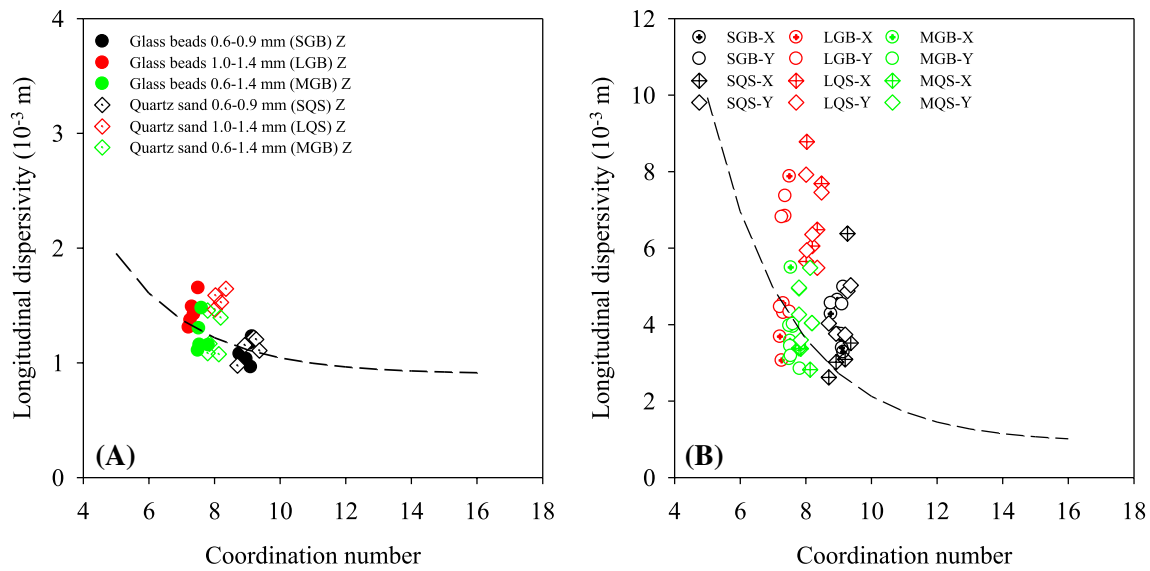 4
3
2
1
0
Longitudinal dispersivity (10⁻³ m)
Glass beads 0.6-0.9 mm (SGB) Z
Glass beads 1.0-1.4 mm (LGB) Z
Glass beads 0.6-1.4 mm (MGB) Z
Quartz sand 0.6-0.9 mm (SQS) Z
Quartz sand 1.0-1.4 mm (LQS) Z
Quartz sand 0.6-1.4 mm (MGB) Z
(A)
4 6 8 10 12 14 16 18
Coordination number
12
10
8
6
4
2
0
Longitudinal dispersivity (10⁻³ m)
SGB-X LGB-X MGB-X
SGB-Y LGB-Y MGB-Y
SQS-X LQS-X MQS-X
SQS-Y LQS-Y MQS-Y
(B)
4 6 8 10 12 14 16 18
Coordination number